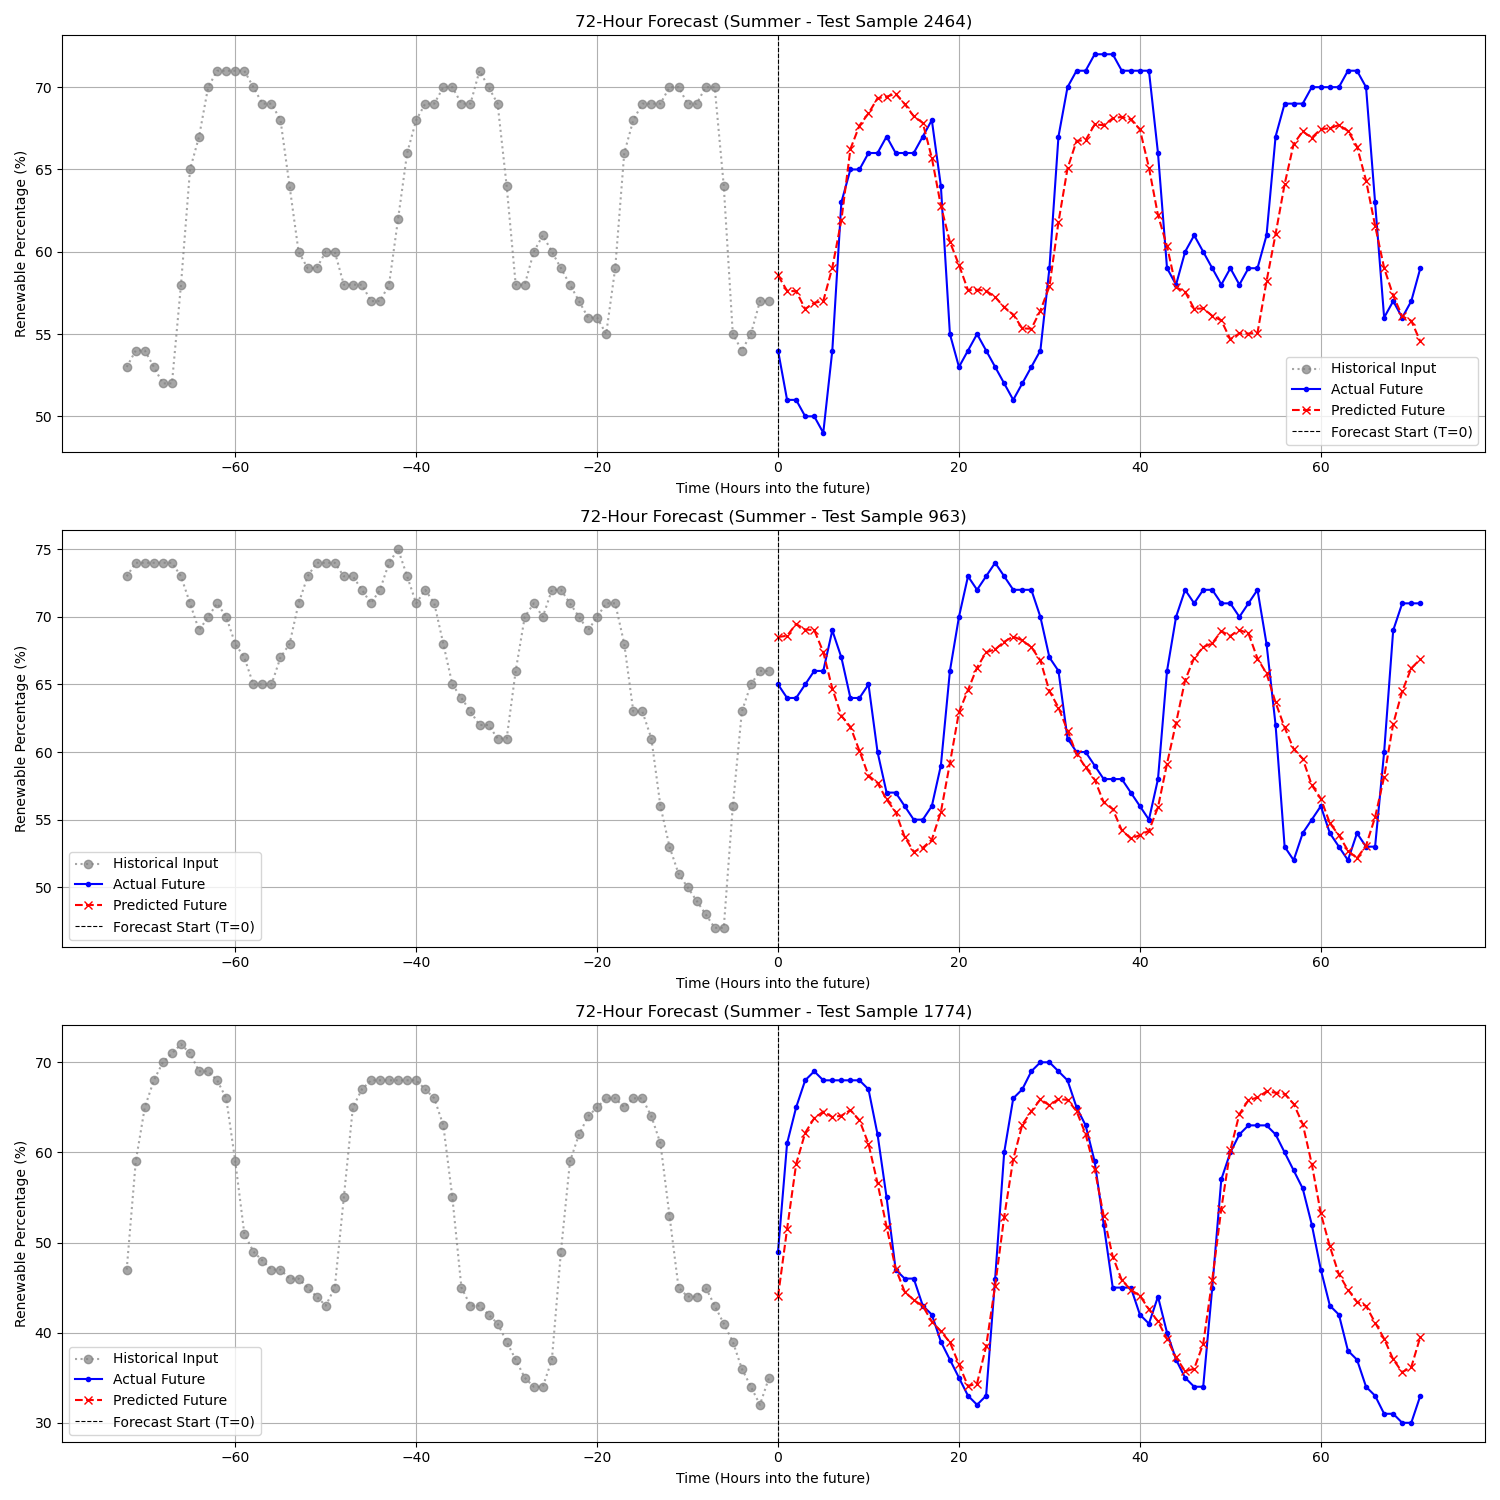 72-Hour Forecast (Summer - Test Sample 2464)
Renewable Percentage (%)
70
65
60
55
50
Historical Input
Actual Future
Predicted Future
Forecast Start (T=0)
−60 −40 −20 0 20 40 60
Time (Hours into the future)
72-Hour Forecast (Summer - Test Sample 963)
Renewable Percentage (%)
75
70
65
60
55
50
Historical Input
Actual Future
Predicted Future
Forecast Start (T=0)
−60 −40 −20 0 20 40 60
Time (Hours into the future)
72-Hour Forecast (Summer - Test Sample 1774)
Renewable Percentage (%)
70
60
50
40
30
Historical Input
Actual Future
Predicted Future
Forecast Start (T=0)
−60 −40 −20 0 20 40 60
Time (Hours into the future)